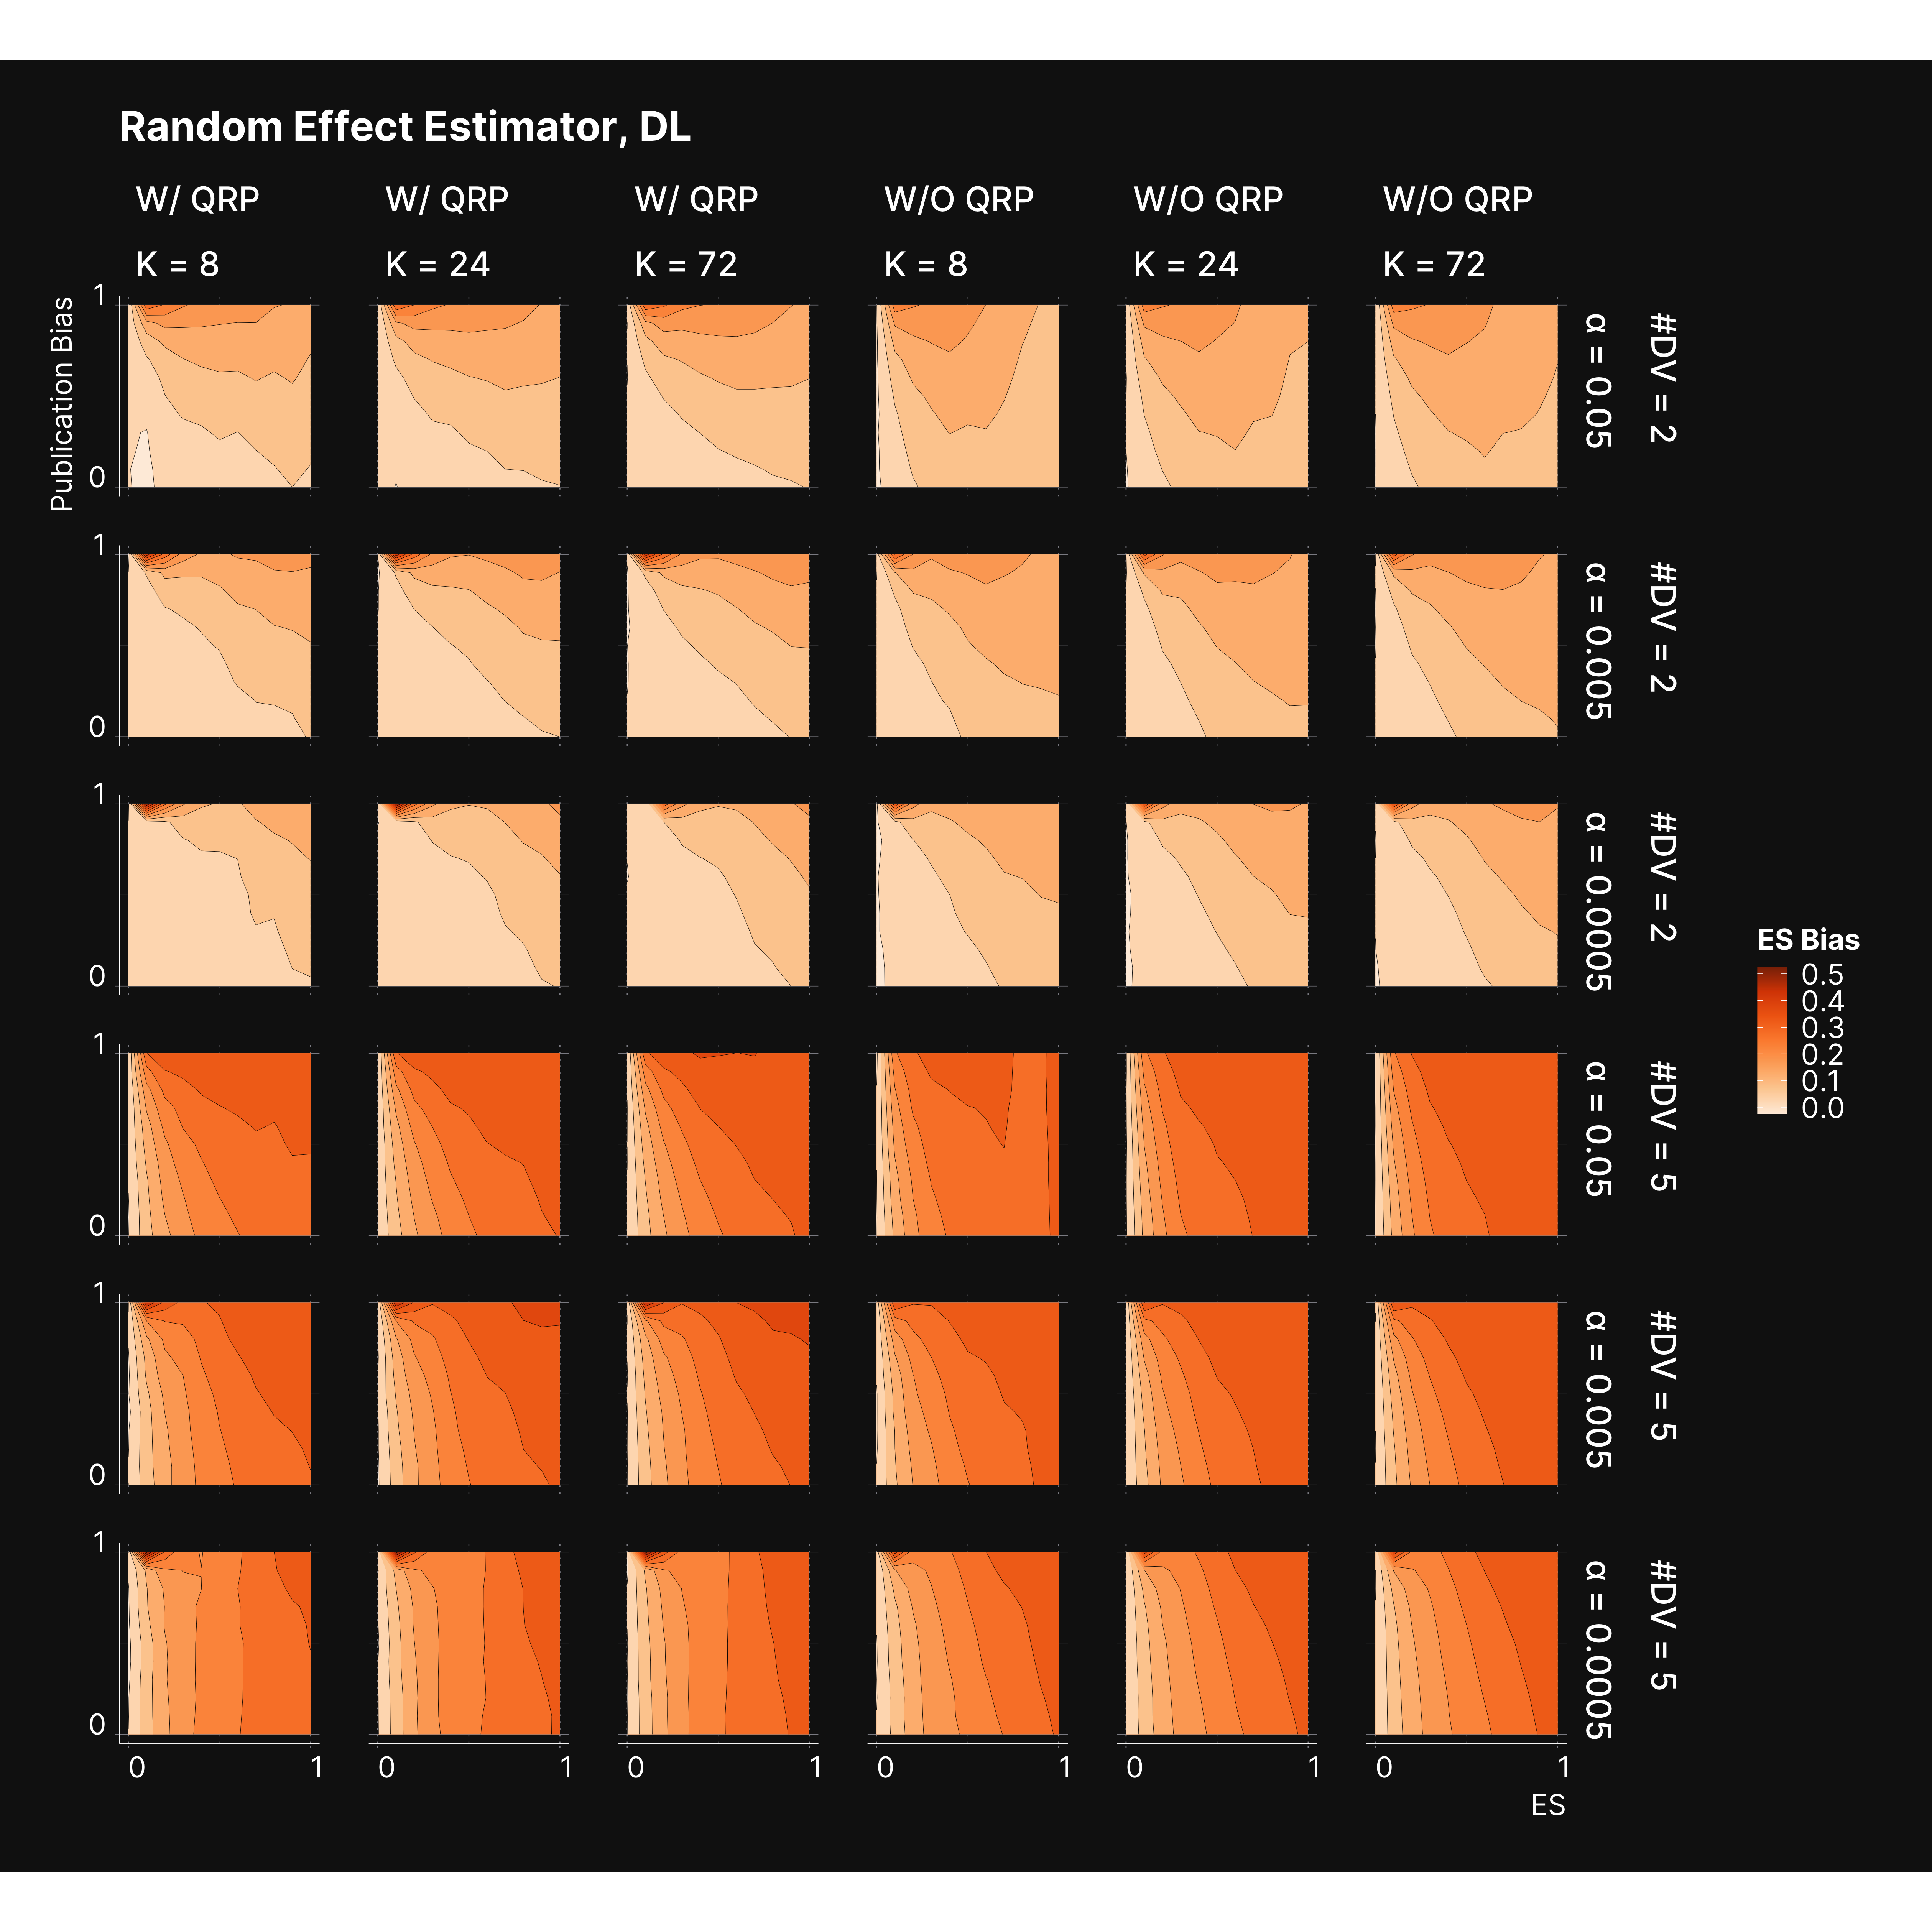 Random Effect Estimator, DL
W/ QRP W/ QRP W/ QRP W/O QRP W/O QRP W/O QRP
K = 8 K = 24 K = 72 K = 8 K = 24 K = 72
Publication Bias
1
0
α = 0.05
#DV = 2
1
0
α = 0.005
#DV = 2
1
0
α = 0.0005
#DV = 2
ES Bias
0.5
0.4
0.3
0.2
0.1
0.0
1
0
α = 0.05
#DV = 5
1
0
α = 0.005
#DV = 5
1
0
α = 0.0005
#DV = 5
0 1 0 1 0 1 0 1 0 1 0 1
ES